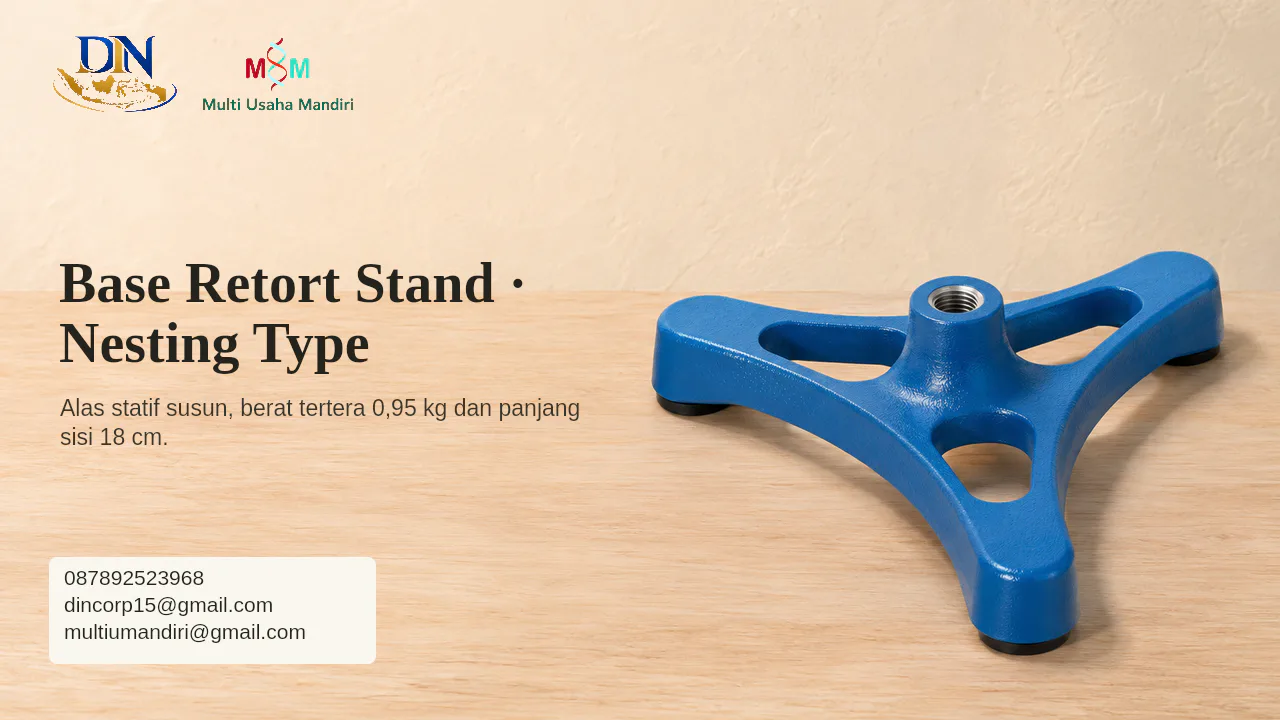 DIN
MSM
Multi Usaha Mandiri
Base Retort Stand ·
Nesting Type
Alas statif susun, berat tertera 0,95 kg dan panjang
sisi 18 cm.
087892523968
dincorp15@gmail.com
multiumandiri@gmail.com